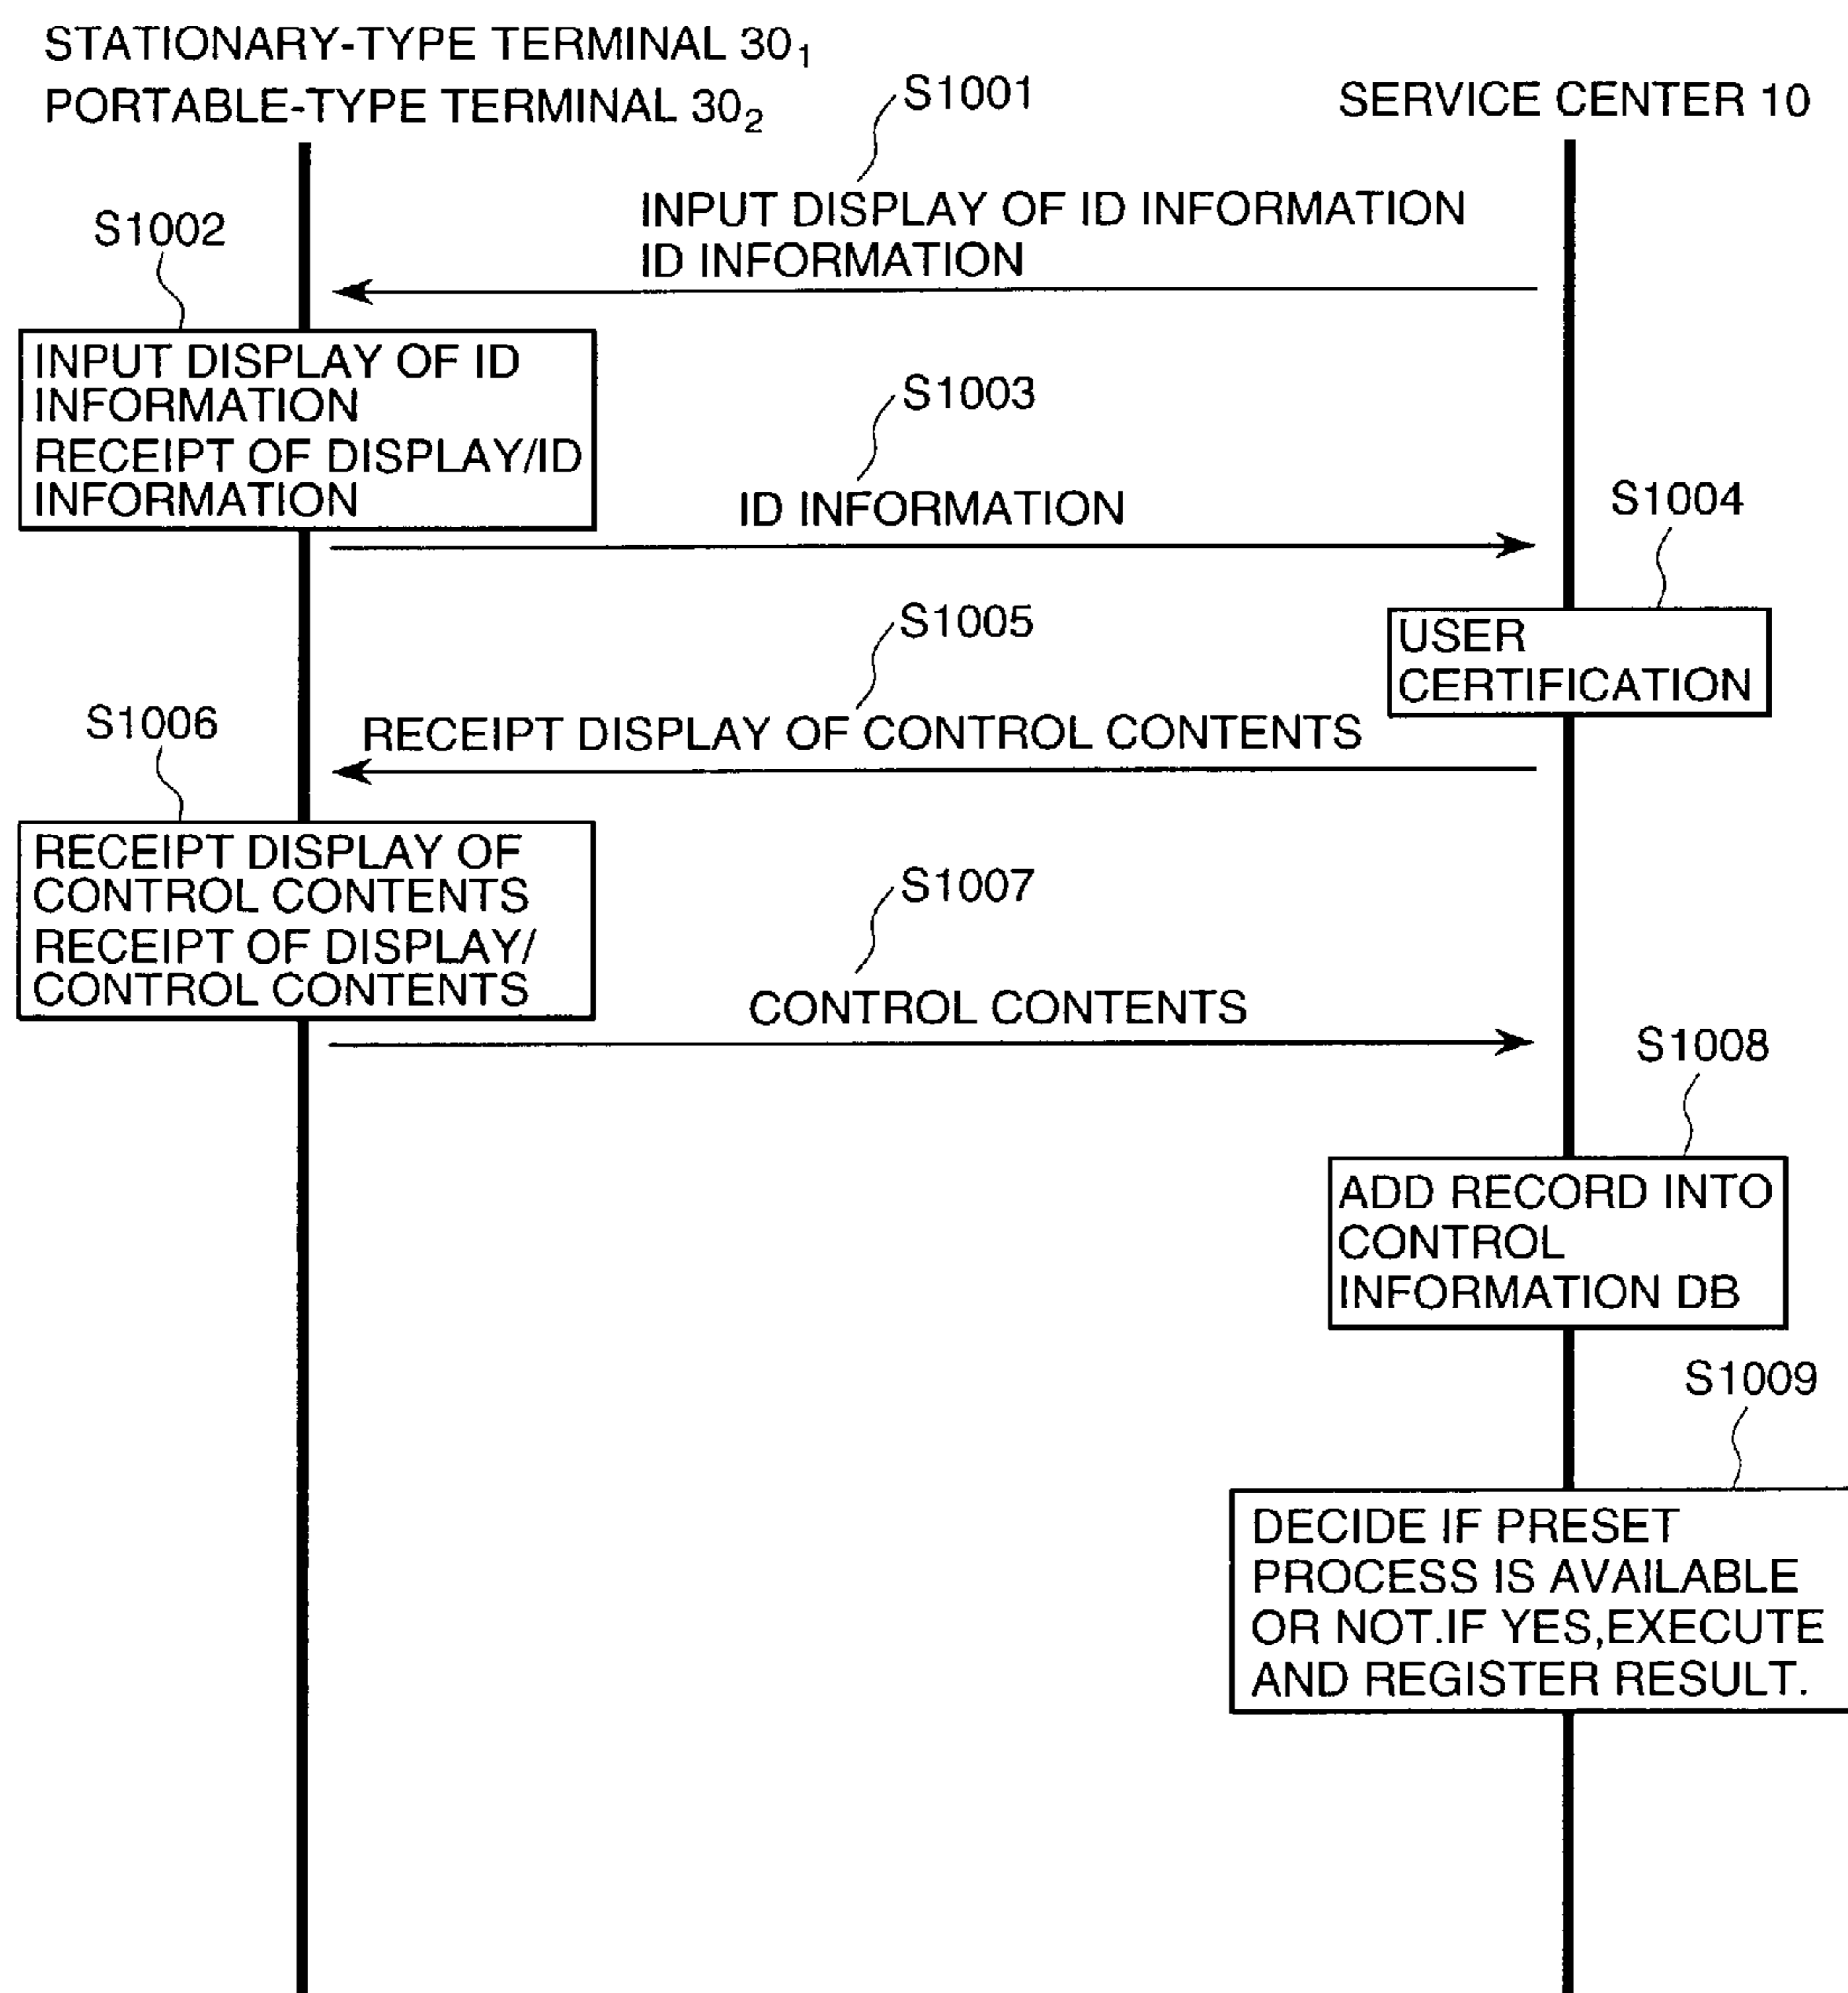 STATIONARY-TYPE TERMINAL 30₁
PORTABLE-TYPE TERMINAL 30₂
SERVICE CENTER 10
S1001
INPUT DISPLAY OF ID INFORMATION
ID INFORMATION
S1002
INPUT DISPLAY OF ID
INFORMATION
RECEIPT OF DISPLAY/ID
INFORMATION
S1003
ID INFORMATION
S1004
USER
CERTIFICATION
S1005
RECEIPT DISPLAY OF CONTROL CONTENTS
S1006
RECEIPT DISPLAY OF
CONTROL CONTENTS
RECEIPT OF DISPLAY/
CONTROL CONTENTS
S1007
CONTROL CONTENTS
S1008
ADD RECORD INTO
CONTROL
INFORMATION DB
S1009
DECIDE IF PRESET
PROCESS IS AVAILABLE
OR NOT.IF YES,EXECUTE
AND REGISTER RESULT.